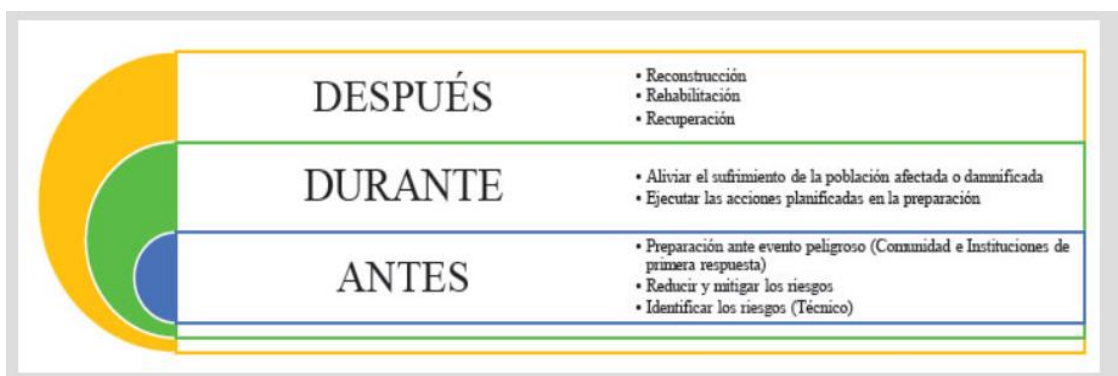 DESPUÉS
• Reconstrucción
• Rehabilitación
• Recuperación
DURANTE
• Aliviar el sufrimiento de la población afectada o damnificada
• Ejecutar las acciones planificadas en la preparación
ANTES
• Preparación ante evento peligroso (Comunidad e Instituciones de
primera respuesta)
• Reducir y mitigar los riesgos
• Identificar los riesgos (Técnico)